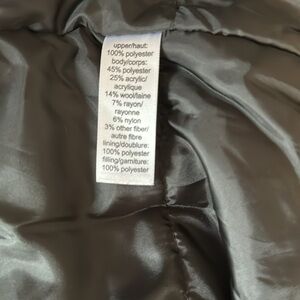 upper/haut:
100% polyester
body/corps:
45% polyester
25% acrylic/
acrylique
14% wool/laine
7% rayon/
rayonne
6% nylon
3% other fiber/
autre fibre
lining/doublure:
100% polyester
filling/garniture:
100% polyester